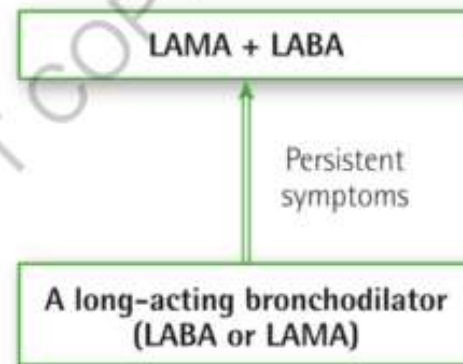 LAMA + LABA
Persistent
symptoms
A long-acting bronchodilator
(LABA or LAMA)